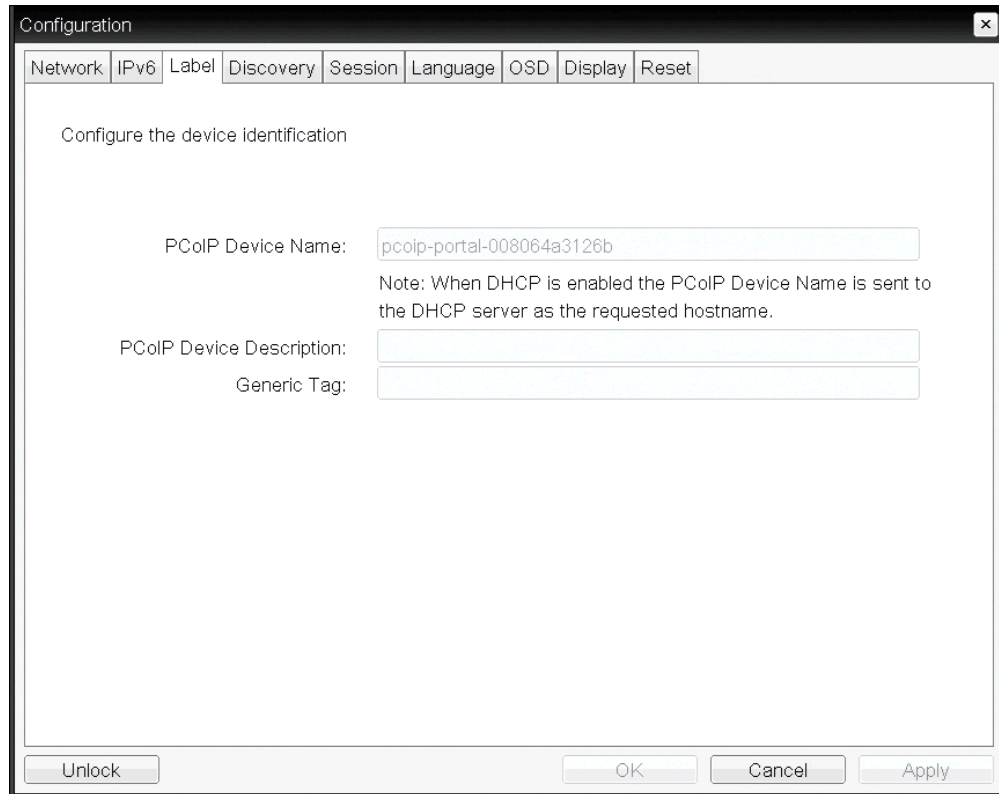 Configuration
Network IPv6 Label Discovery Session Language OSD Display Reset
Configure the device identification
PCoIP Device Name: pcoip-portal-008064a3126b
Note: When DHCP is enabled the PCoIP Device Name is sent to
the DHCP server as the requested hostname.
PCoIP Device Description:
Generic Tag:
Unlock OK Cancel Apply